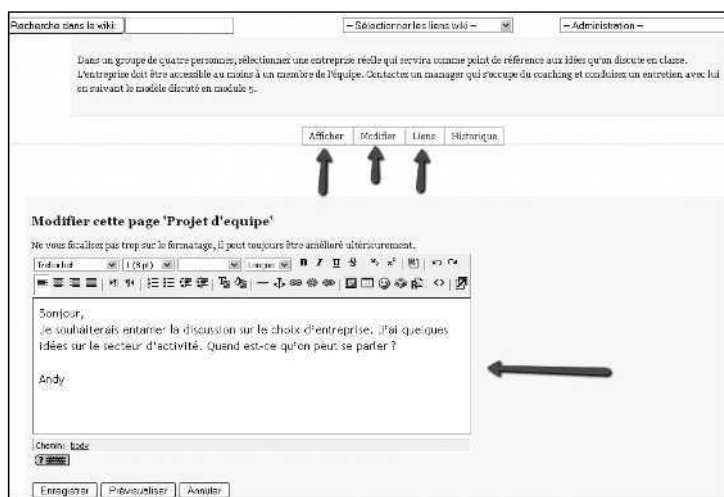 Recherche dans le wiki:
– Sélectionner les liens wiki –
– Administration –
Dans un groupe de quatre personnes, sélectionnez une entreprise réelle qui servira comme point de référence aux idées qu'on discute en classe.
L'entreprise doit être accessible au moins à un membre de l'équipe. Contactez un manager qui s'occupe du coaching et conduisez un entretien avec lui
en suivant le modèle discuté en module 5.
Afficher Modifier Liens Historique
Modifier cette page 'Projet d'equipe'
Ne vous focalisez pas trop sur le formatage, il peut toujours être amélioré ultérieurement.
Trebuchet 1 (8 pt) Langue B I U S
Bonjour,
Je souhaiterais entamer la discussion sur le choix d'entreprise. J'ai quelques
idées sur le secteur d'activité. Quand est-ce qu'on peut se parler ?
Andy
Chemin: body
Enregistrer Prévisualiser Annuler